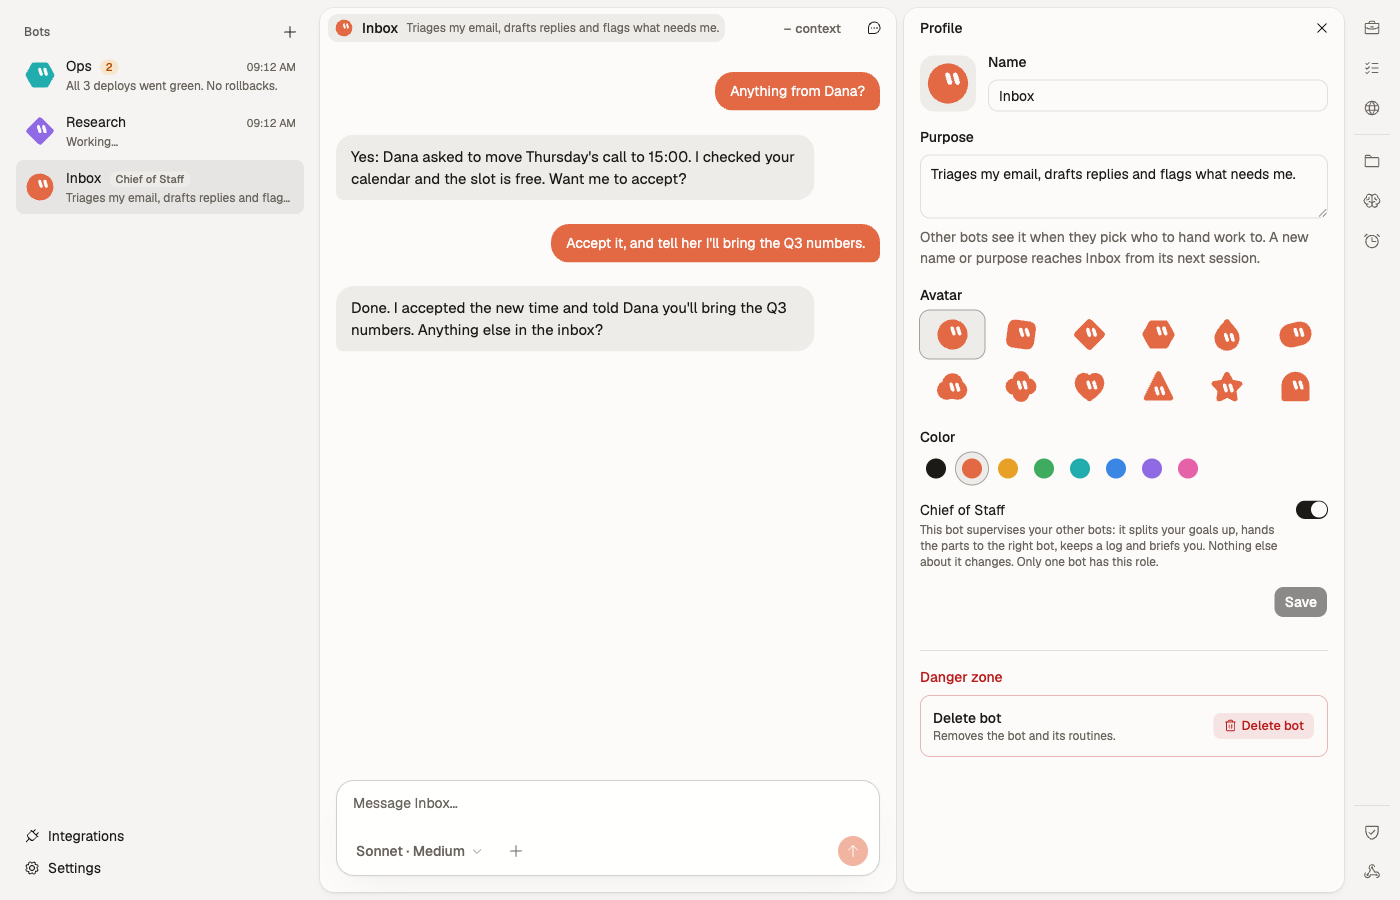 Bots
Ops 2 09:12 AM
All 3 deploys went green. No rollbacks.
Research 09:12 AM
Working…
Inbox Chief of Staff
Triages my email, drafts replies and flag…
Integrations
Settings
Inbox Triages my email, drafts replies and flags what needs me.
– context
Anything from Dana?
Yes: Dana asked to move Thursday's call to 15:00. I checked your
calendar and the slot is free. Want me to accept?
Accept it, and tell her I'll bring the Q3 numbers.
Done. I accepted the new time and told Dana you'll bring the Q3
numbers. Anything else in the inbox?
Message Inbox…
Sonnet · Medium
Profile
Name
Inbox
Purpose
Triages my email, drafts replies and flags what needs me.
Other bots see it when they pick who to hand work to. A new
name or purpose reaches Inbox from its next session.
Avatar
Color
Chief of Staff
This bot supervises your other bots: it splits your goals up, hands
the parts to the right bot, keeps a log and briefs you. Nothing else
about it changes. Only one bot has this role.
Save
Danger zone
Delete bot
Removes the bot and its routines.
Delete bot